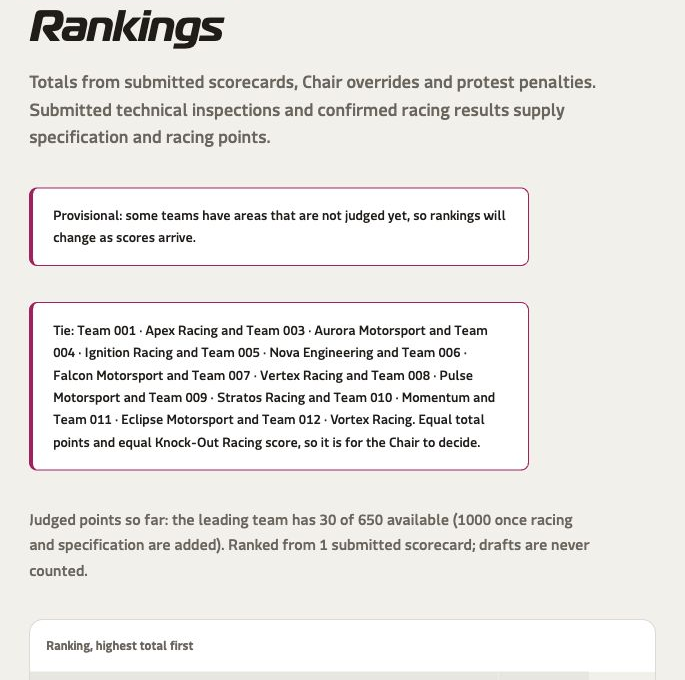 Rankings
Totals from submitted scorecards, Chair overrides and protest penalties.
Submitted technical inspections and confirmed racing results supply
specification and racing points.
Provisional: some teams have areas that are not judged yet, so rankings will
change as scores arrive.
Tie: Team 001 · Apex Racing and Team 003 · Aurora Motorsport and Team
004 · Ignition Racing and Team 005 · Nova Engineering and Team 006 ·
Falcon Motorsport and Team 007 · Vertex Racing and Team 008 · Pulse
Motorsport and Team 009 · Stratos Racing and Team 010 · Momentum and
Team 011 · Eclipse Motorsport and Team 012 · Vortex Racing. Equal total
points and equal Knock-Out Racing score, so it is for the Chair to decide.
Judged points so far: the leading team has 30 of 650 available (1000 once racing
and specification are added). Ranked from 1 submitted scorecard; drafts are never
counted.
Ranking, highest total first